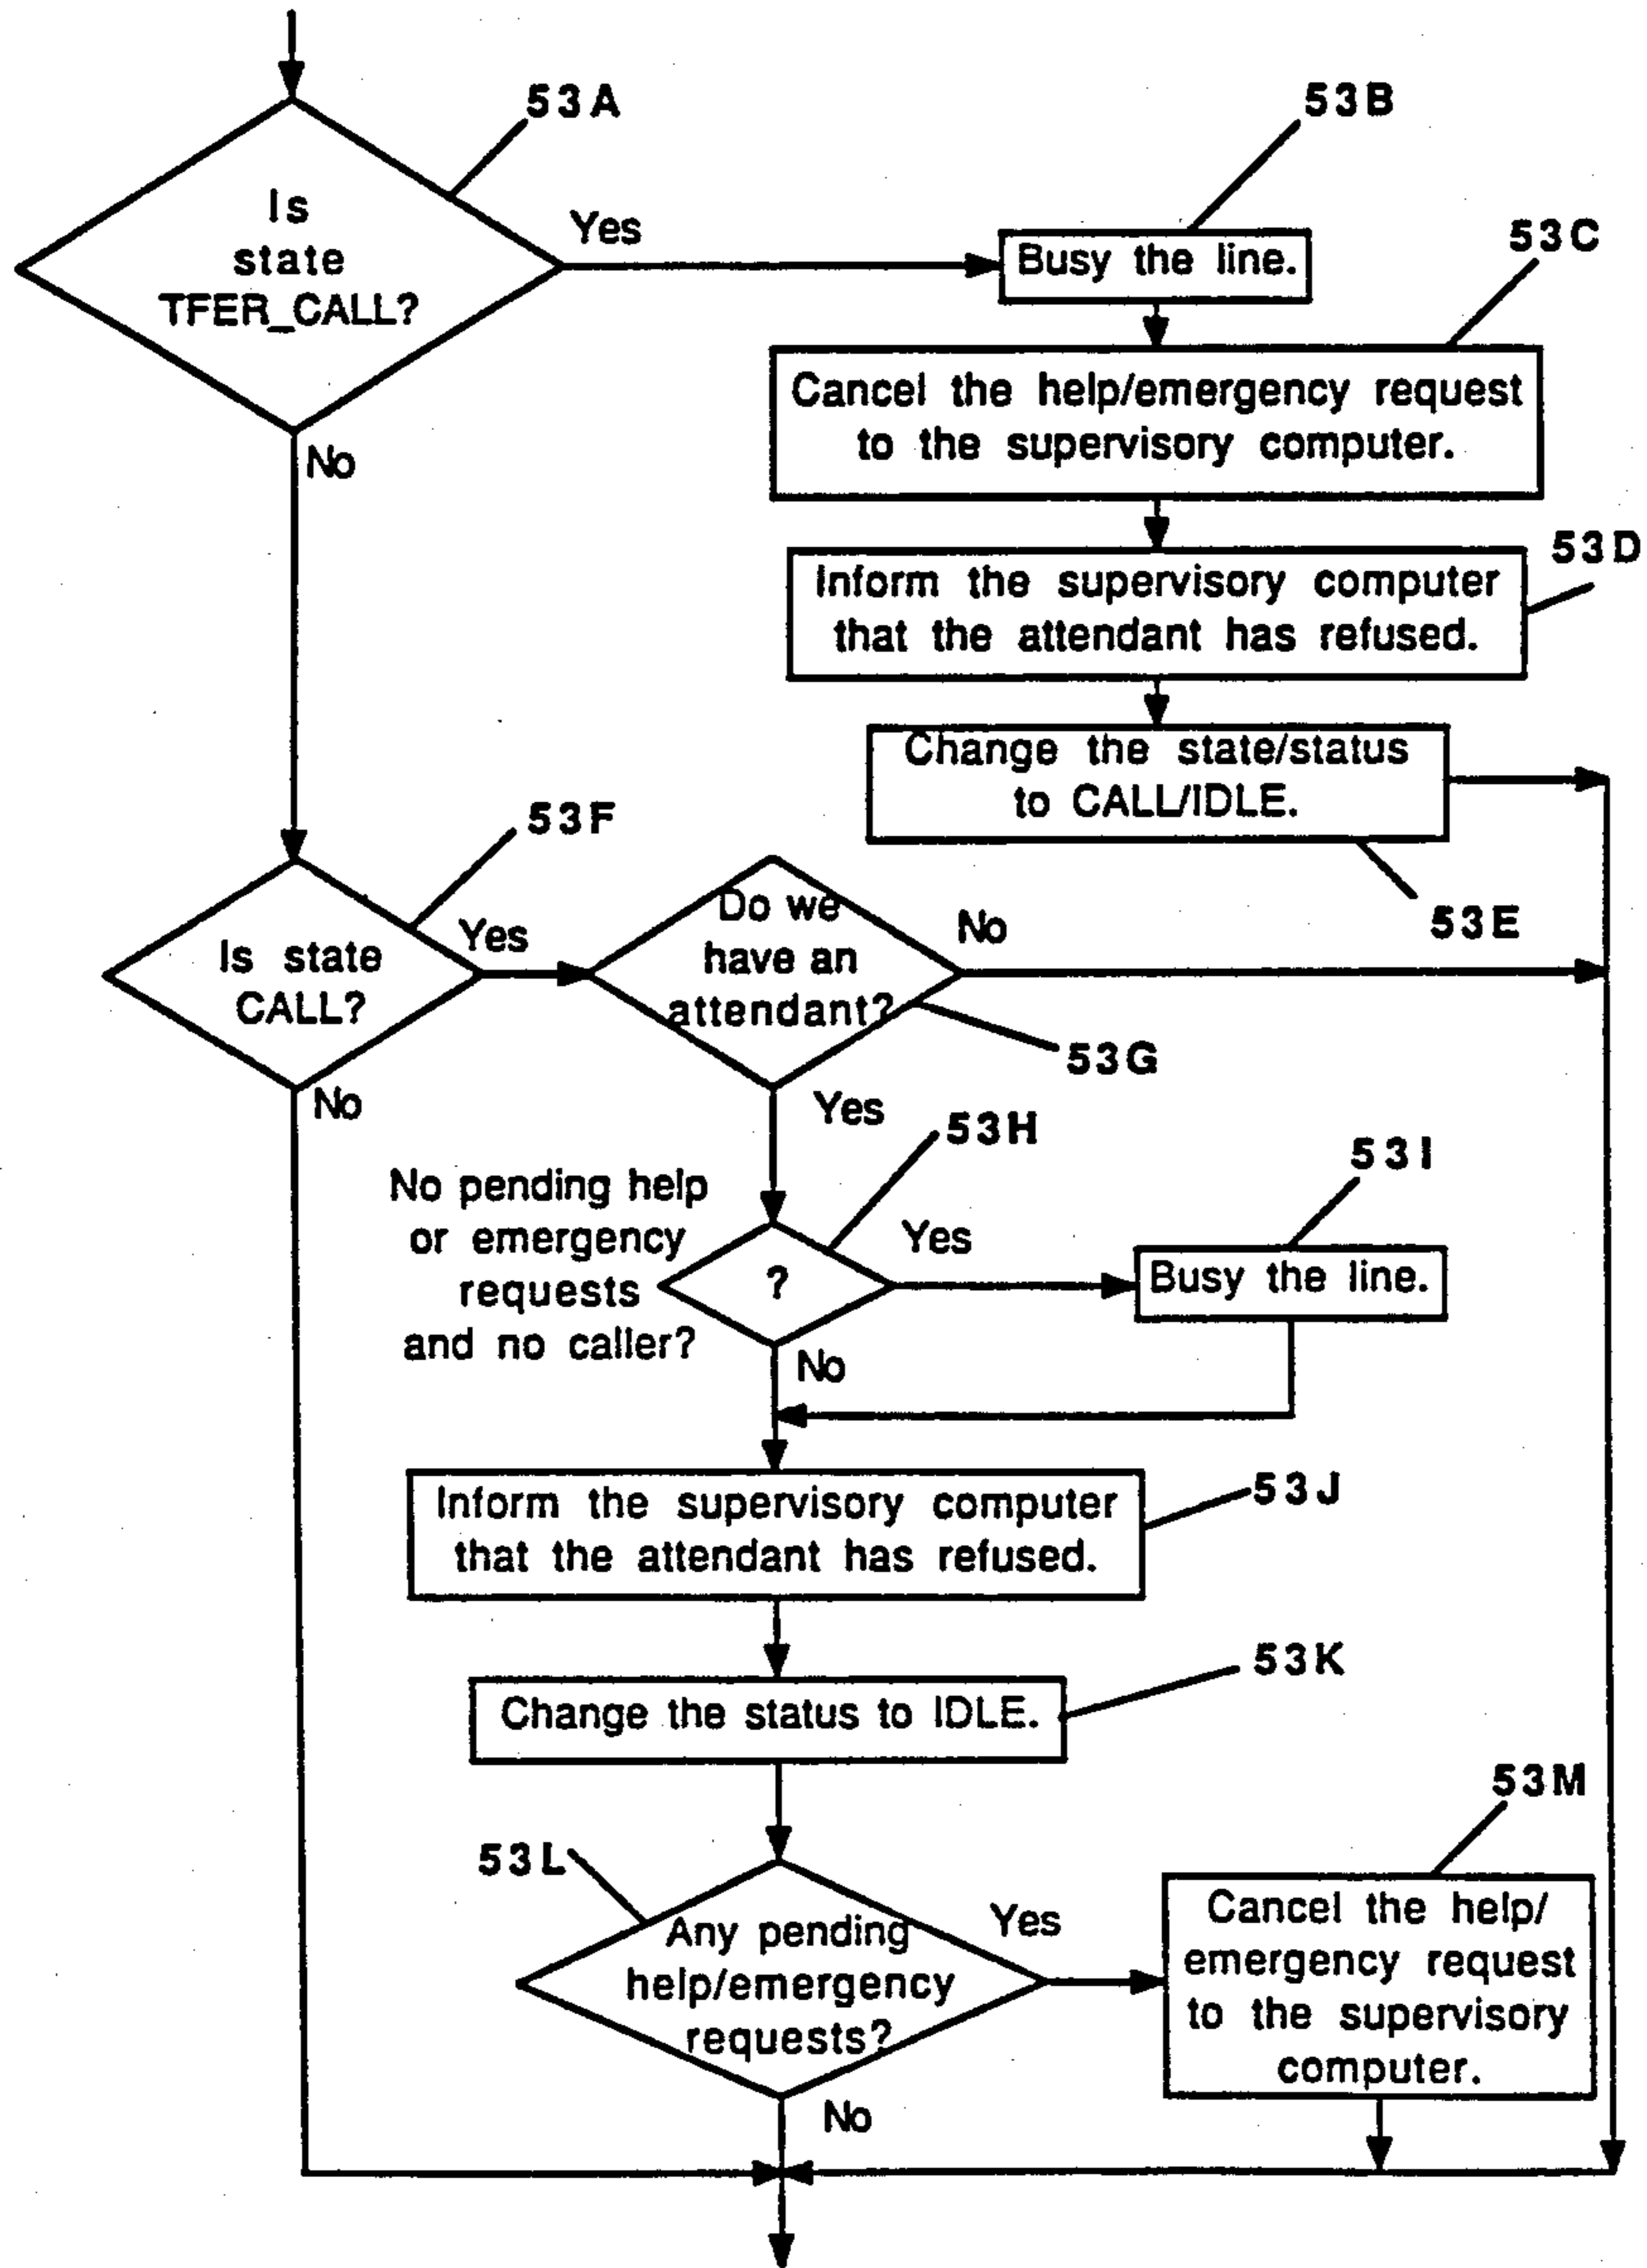 53A
Is
state
TFER_CALL?
Yes
No
53B
Busy the line.
53C
Cancel the help/emergency request
to the supervisory computer.
53D
Inform the supervisory computer
that the attendant has refused.
Change the state/status
to CALL/IDLE.
53E
53F
Is state
CALL?
Yes
No
Do we
have an
attendant?
No
53G
Yes
53H
No pending help
or emergency
requests
and no caller?
?
Yes
No
53I
Busy the line.
53J
Inform the supervisory computer
that the attendant has refused.
53K
Change the status to IDLE.
53L
Any pending
help/emergency
requests?
Yes
No
53M
Cancel the help/
emergency request
to the supervisory
computer.